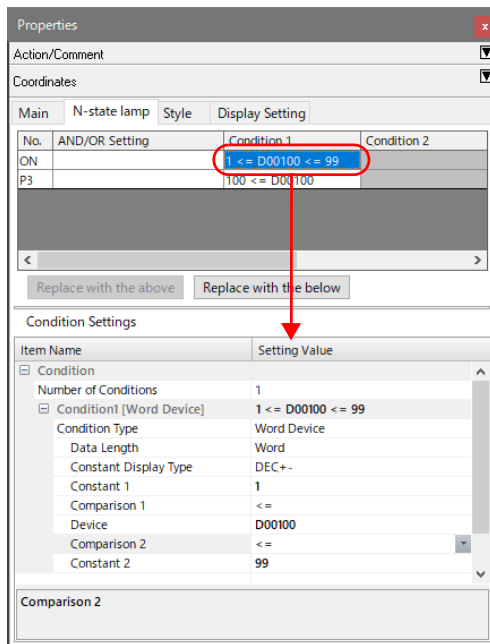 Properties x
Action/Comment
Coordinates
Main N-state lamp Style Display Setting
No. AND/OR Setting Condition 1 Condition 2
ON 1 <= D00100 <= 99
P3 100 <= D00100
Replace with the above Replace with the below
Condition Settings
Item Name Setting Value
Condition
Number of Conditions 1
Condition1 [Word Device] 1 <= D00100 <= 99
Condition Type Word Device
Data Length Word
Constant Display Type DEC+-
Constant 1 1
Comparison 1 <=
Device D00100
Comparison 2 <=
Constant 2 99
Comparison 2